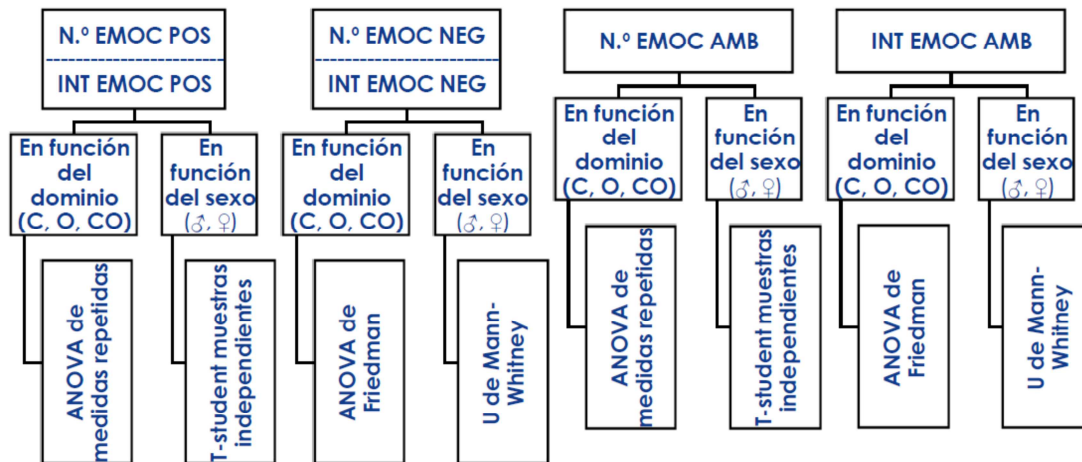 N.º EMOC POS
INT EMOC POS
En función
del
dominio
(C, O, CO)
ANOVA de
medidas repetidas
En
función
del sexo
(♂, ♀)
T-student muestras
independientes
N.º EMOC NEG
INT EMOC NEG
En función
del
dominio
(C, O, CO)
ANOVA de
Friedman
En
función
del sexo
(♂, ♀)
U de Mann-
Whitney
N.º EMOC AMB
En función
del
dominio
(C, O, CO)
ANOVA de
medidas repetidas
En
función
del sexo
(♂, ♀)
T-student muestras
independientes
INT EMOC AMB
En función
del
dominio
(C, O, CO)
ANOVA de
Friedman
En
función
del sexo
(♂, ♀)
U de Mann-
Whitney